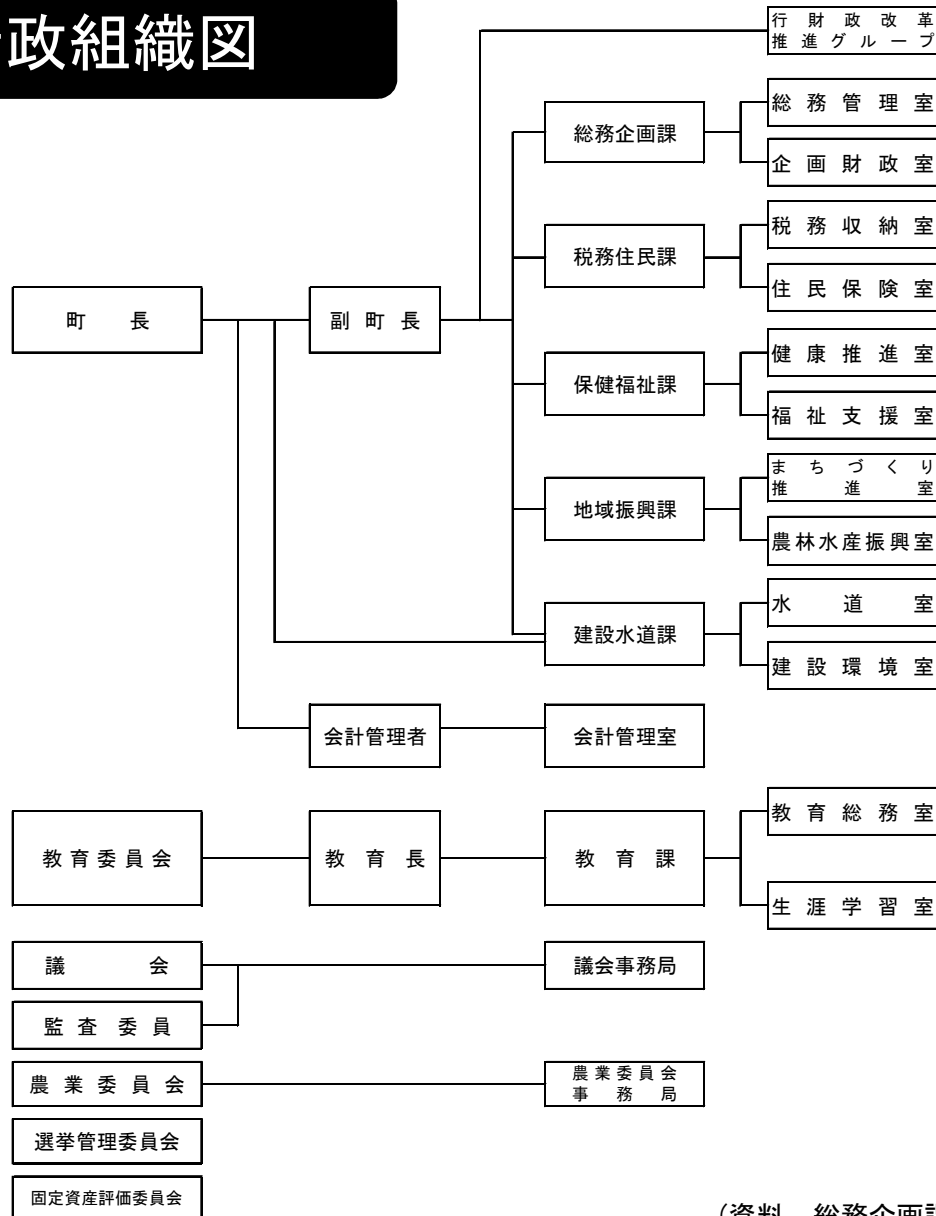 政組織図
行財政改革
推進グループ
総務企画課
総務管理室
企画財政室
税務住民課
税務収納室
住民保険室
町長
副町長
保健福祉課
健康推進室
福祉支援室
地域振興課
まちづくり
推進室
農林水産振興室
建設水道課
水道室
建設環境室
会計管理者
会計管理室
教育委員会
教育長
教育課
教育総務室
生涯学習室
議会
議会事務局
監査委員
農業委員会
農業委員会
事務局
選挙管理委員会
固定資産評価委員会
(資料 総務企画課